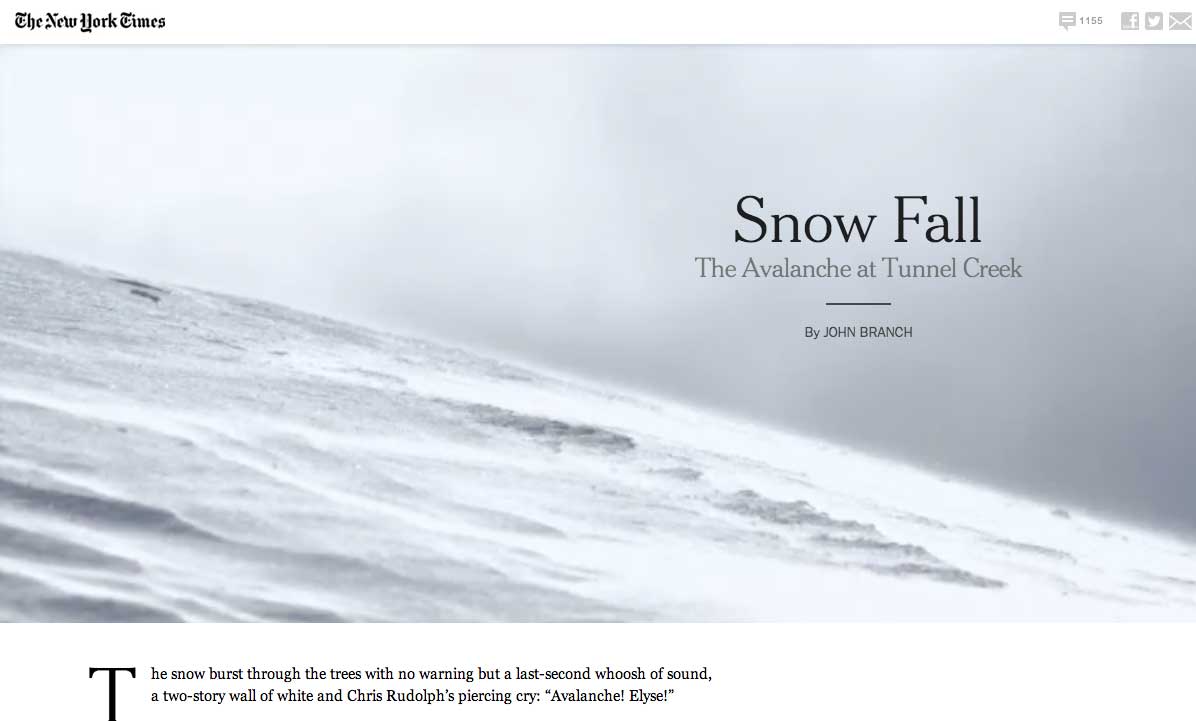 The New York Times
1155
Snow Fall
The Avalanche at Tunnel Creek
By JOHN BRANCH
The snow burst through the trees with no warning but a last-second whoosh of sound,
a two-story wall of white and Chris Rudolph’s piercing cry: “Avalanche! Elyse!”